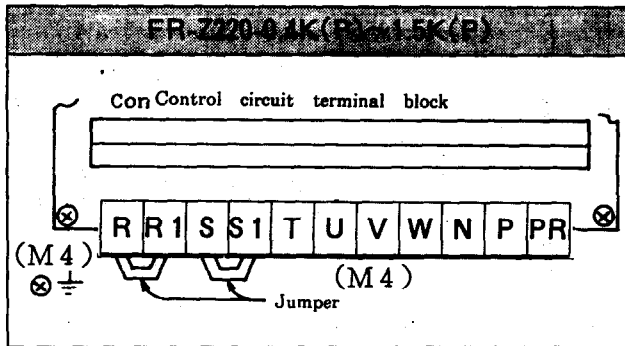 FR-Z220-0.4K(P)~1.5K(P)
Con Control circuit terminal block
R R1 S S1 T U V W N P PR
(M4)
(M4)
Jumper